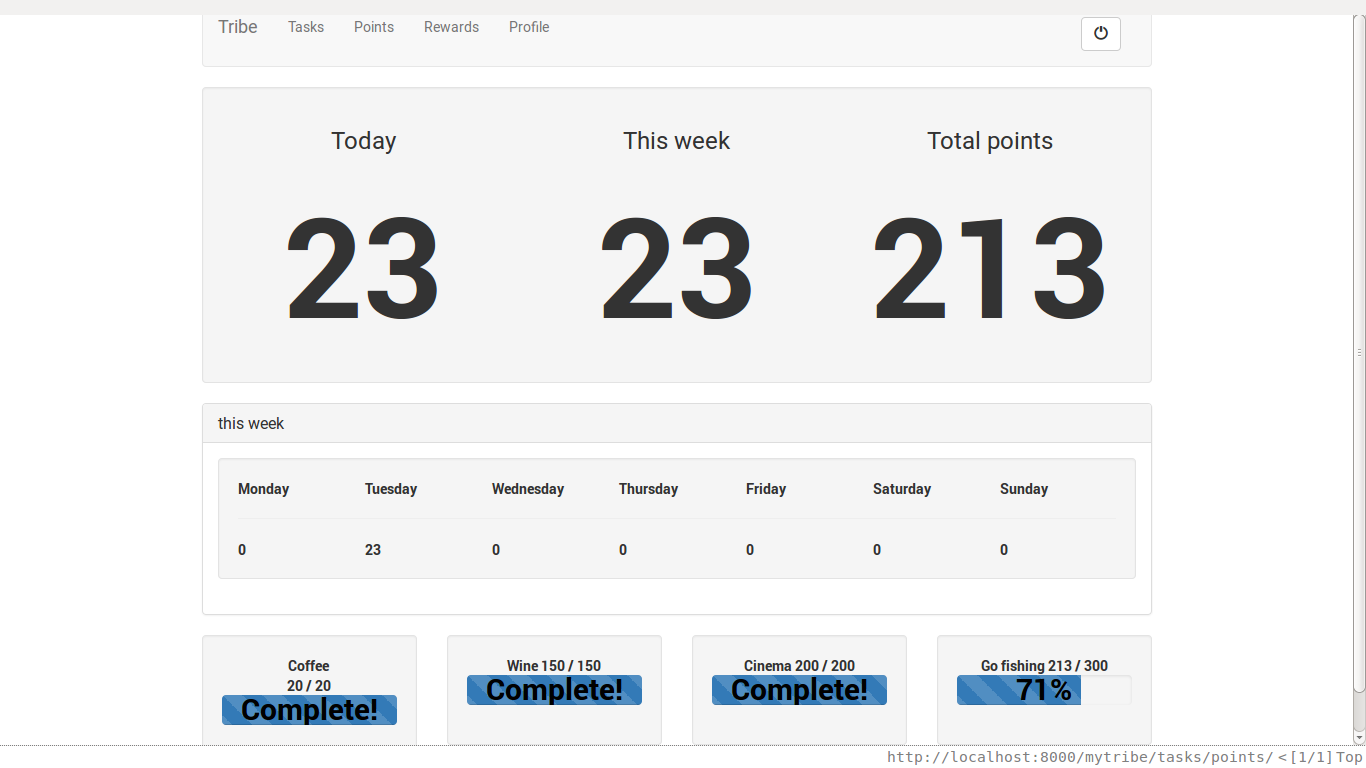 Tribe Tasks Points Rewards Profile
Today This week Total points
23 23 213
this week
Monday Tuesday Wednesday Thursday Friday Saturday Sunday
0 23 0 0 0 0 0
Coffee
20 / 20
Complete!
Wine 150 / 150
Complete!
Cinema 200 / 200
Complete!
Go fishing 213 / 300
71%
http://localhost:8000/mytribe/tasks/points/ <[1/1] Top